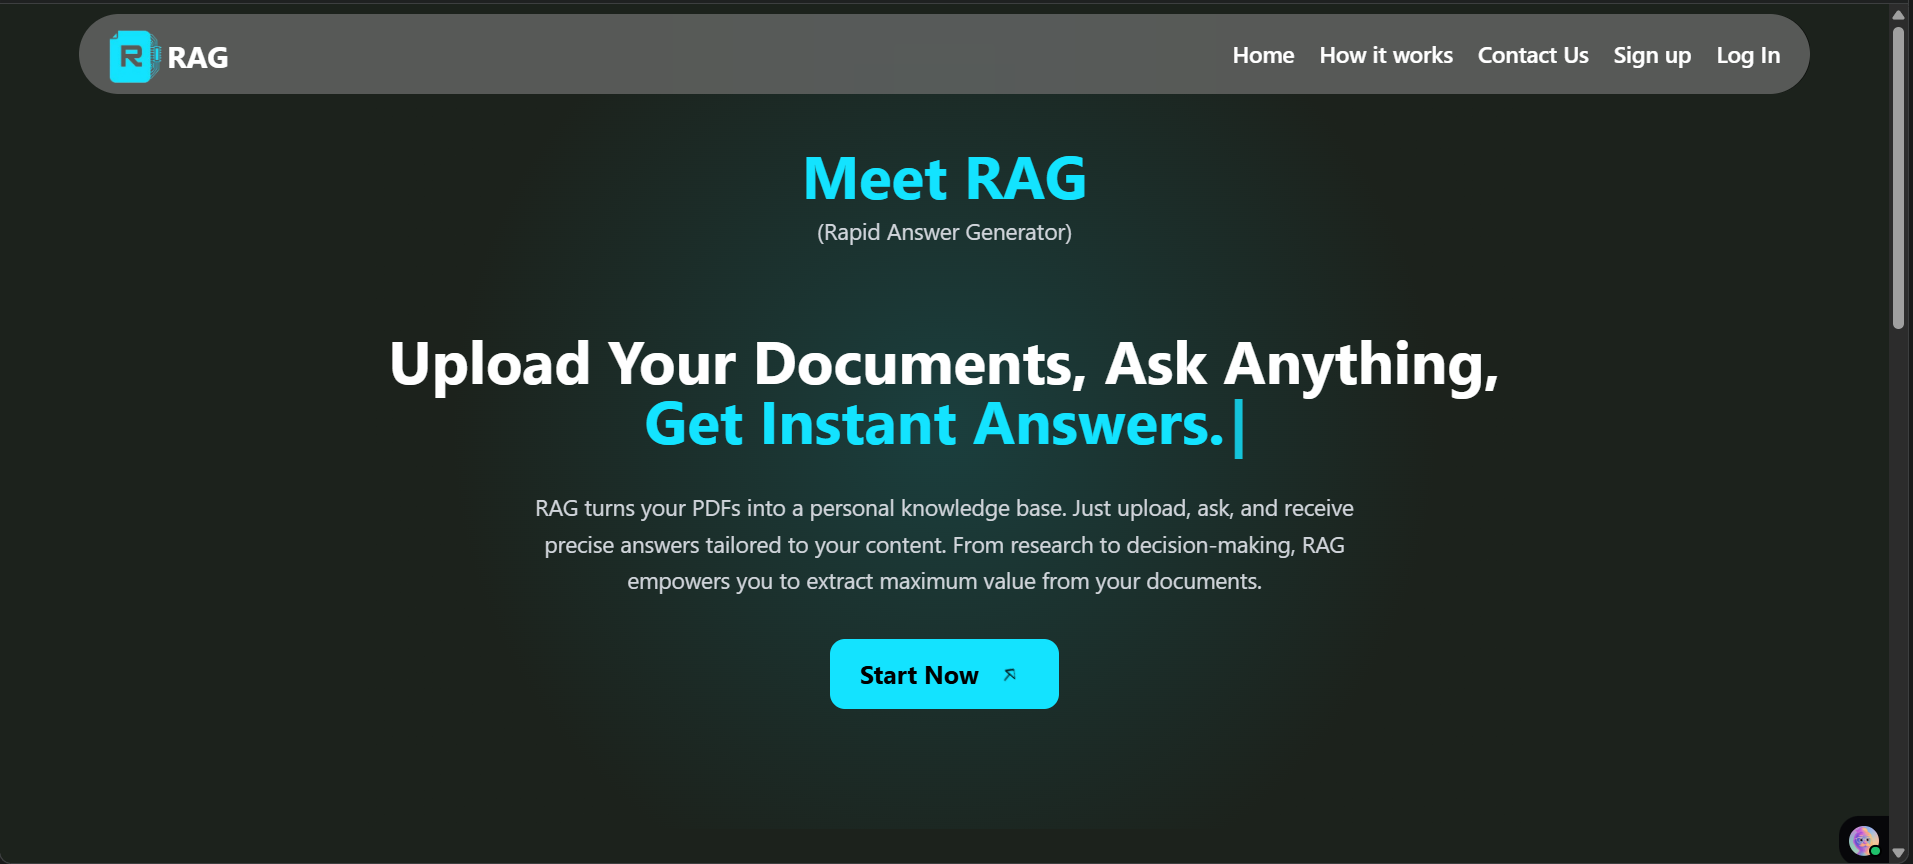 R
RAG
Home
How it works
Contact Us
Sign up
Log In
Meet RAG
(Rapid Answer Generator)
Upload Your Documents, Ask Anything,
Get Instant Answers.|
RAG turns your PDFs into a personal knowledge base. Just upload, ask, and receive
precise answers tailored to your content. From research to decision-making, RAG
empowers you to extract maximum value from your documents.
Start Now